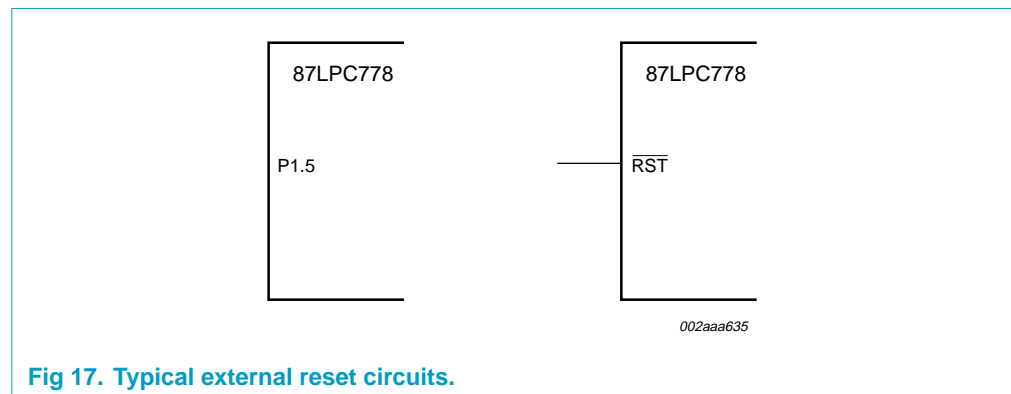 87LPC778
P1.5
87LPC778
RST
002aaa635
Fig 17. Typical external reset circuits.